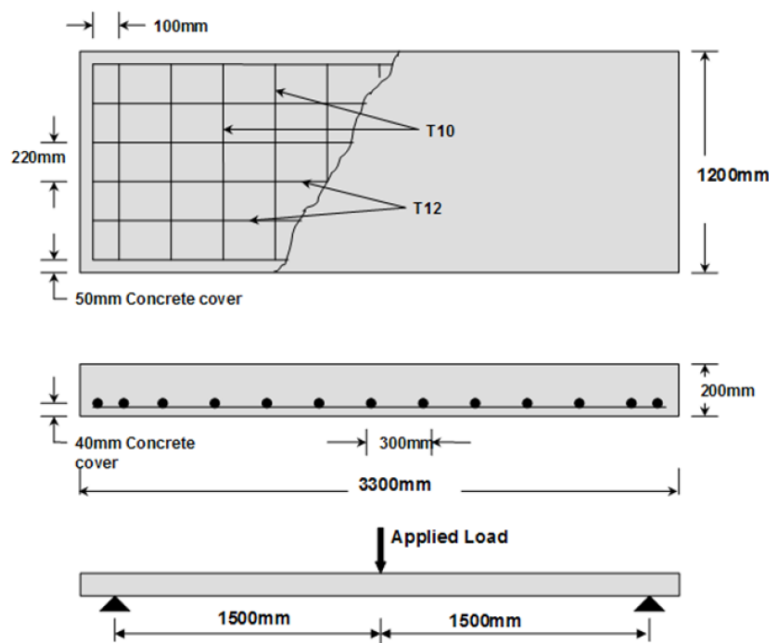 100mm
T10
220mm
1200mm
T12
50mm Concrete cover
200mm
40mm Concrete
cover
300mm
3300mm
Applied Load
1500mm
1500mm